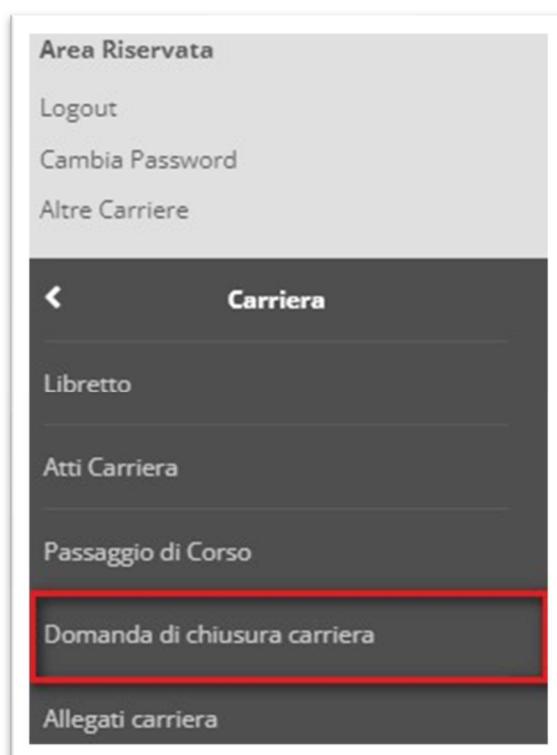 Area Riservata
Logout
Cambia Password
Altre Carriere
Carriera
Libretto
Atti Carriera
Passaggio di Corso
Domanda di chiusura carriera
Allegati carriera